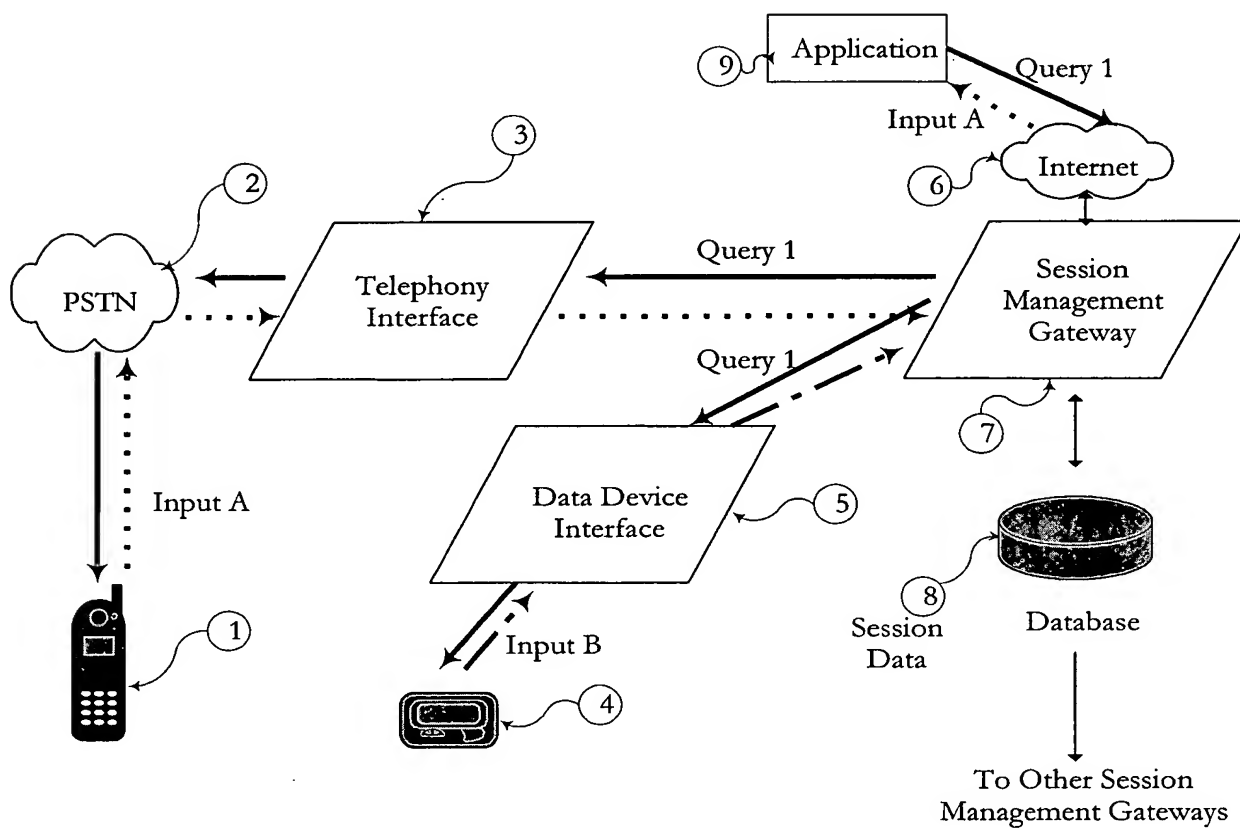 Application
9
Query 1
Input A
Internet
6
3
2
Query 1
Telephony
Interface
PSTN
Session
Management
Gateway
Query 1
7
Input A
Data Device
Interface
5
8
1
Session
Data
Database
Input B
4
To Other Session
Management Gateways